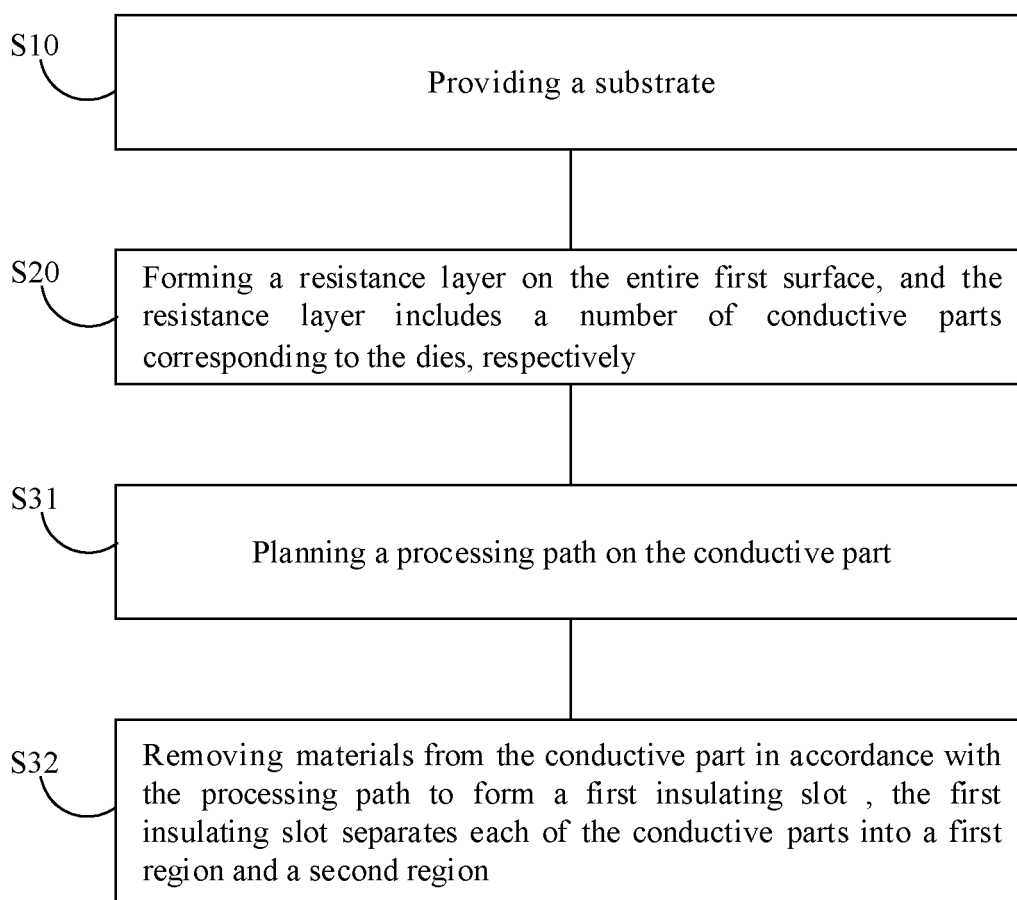 S10
Providing a substrate
S20
Forming a resistance layer on the entire first surface, and the
resistance layer includes a number of conductive parts
corresponding to the dies, respectively
S31
Planning a processing path on the conductive part
S32
Removing materials from the conductive part in accordance with
the processing path to form a first insulating slot , the first
insulating slot separates each of the conductive parts into a first
region and a second region